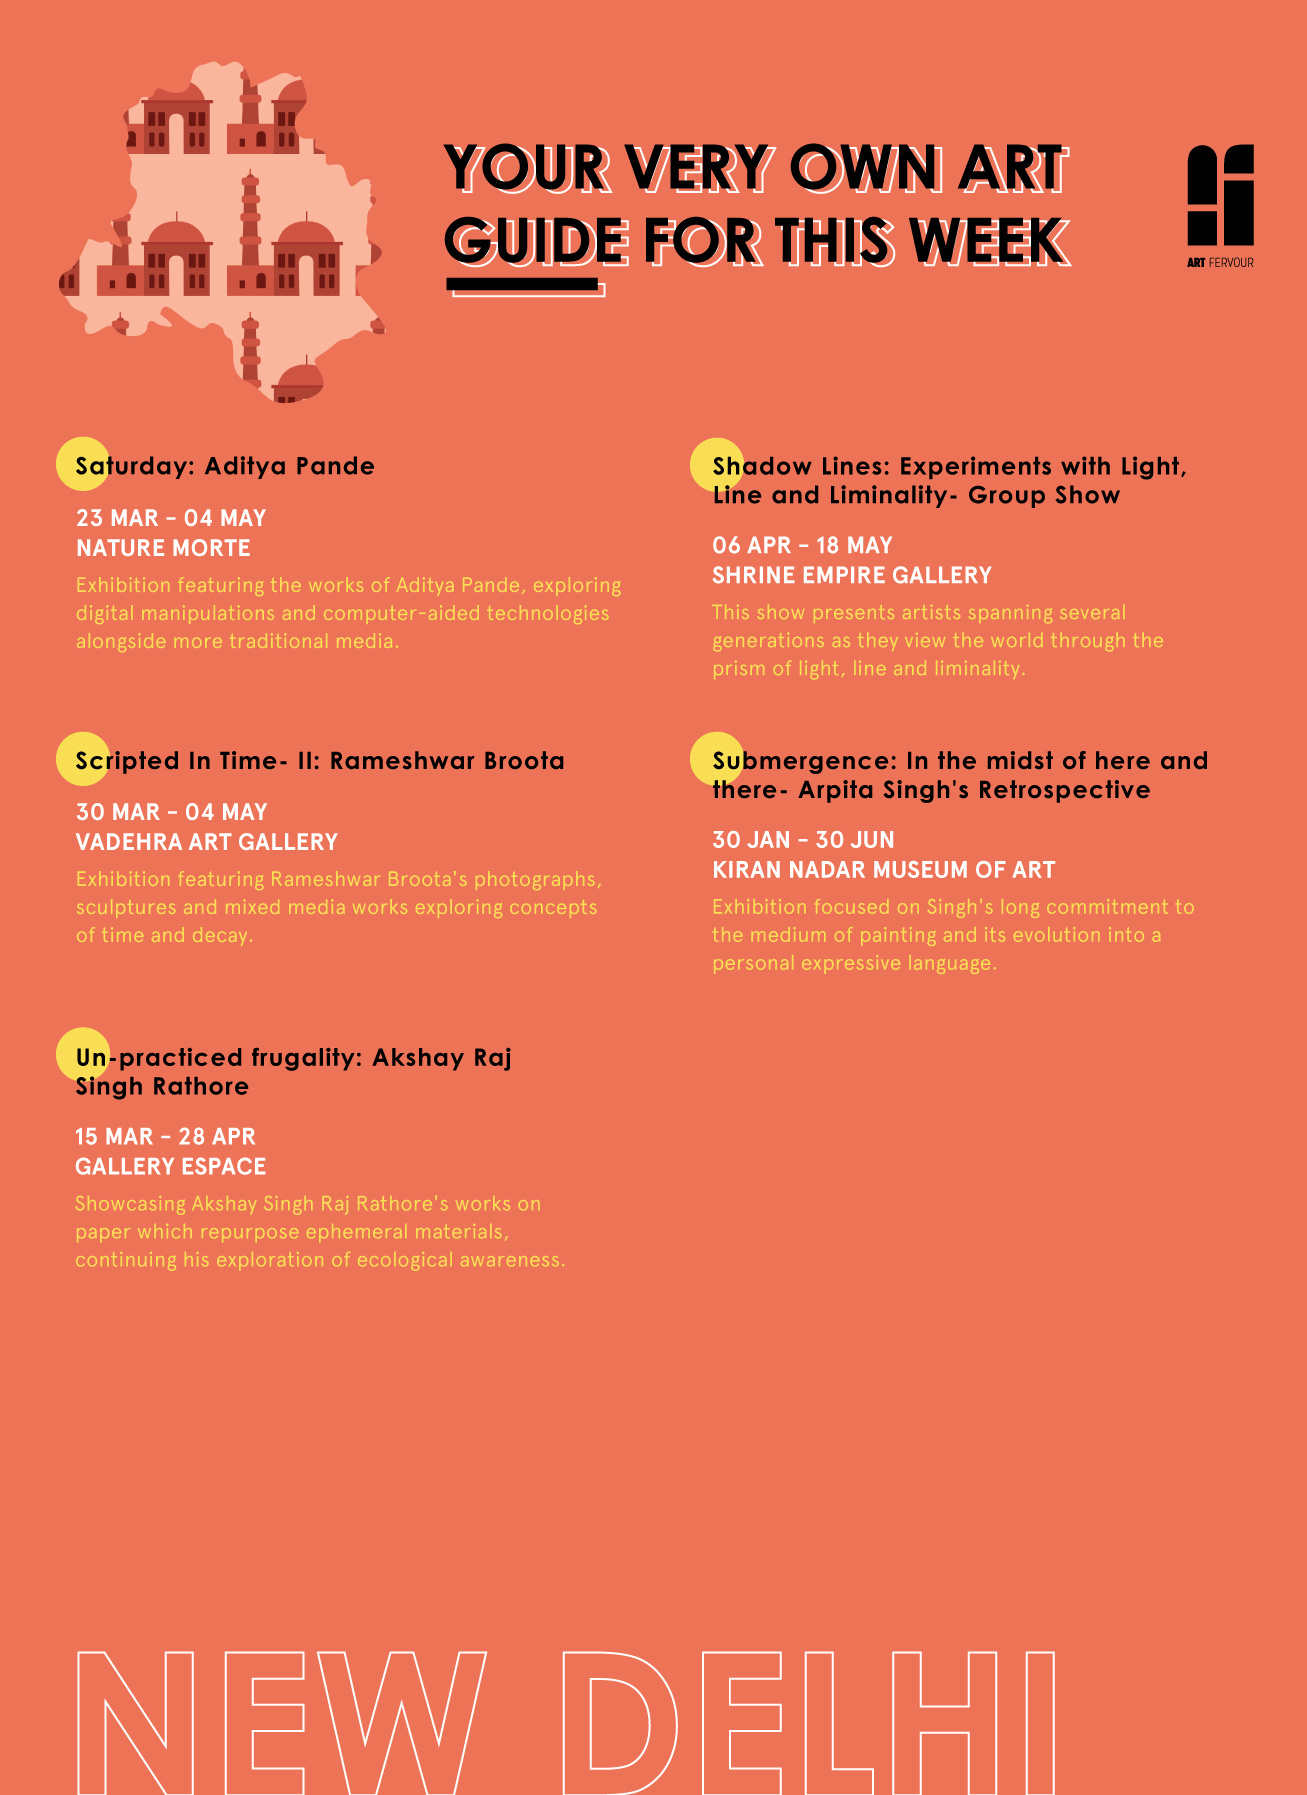 YOUR VERY OWN ART
GUIDE FOR THIS WEEK
ART FERVOUR
Saturday: Aditya Pande
23 MAR – 04 MAY
NATURE MORTE
Exhibition featuring the works of Aditya Pande, exploring
digital manipulations and computer-aided technologies
alongside more traditional media.
Shadow Lines: Experiments with Light,
Line and Liminality- Group Show
06 APR – 18 MAY
SHRINE EMPIRE GALLERY
This show presents artists spanning several
generations as they view the world through the
prism of light, line and liminality.
Scripted In Time- II: Rameshwar Broota
30 MAR – 04 MAY
VADEHRA ART GALLERY
Exhibition featuring Rameshwar Broota's photographs,
sculptures and mixed media works exploring concepts
of time and decay.
Submergence: In the midst of here and
there- Arpita Singh's Retrospective
30 JAN – 30 JUN
KIRAN NADAR MUSEUM OF ART
Exhibition focused on Singh's long commitment to
the medium of painting and its evolution into a
personal expressive language.
Un-practiced frugality: Akshay Raj
Singh Rathore
15 MAR – 28 APR
GALLERY ESPACE
Showcasing Akshay Singh Raj Rathore's works on
paper which repurpose ephemeral materials,
continuing his exploration of ecological awareness.
NEW DELHI